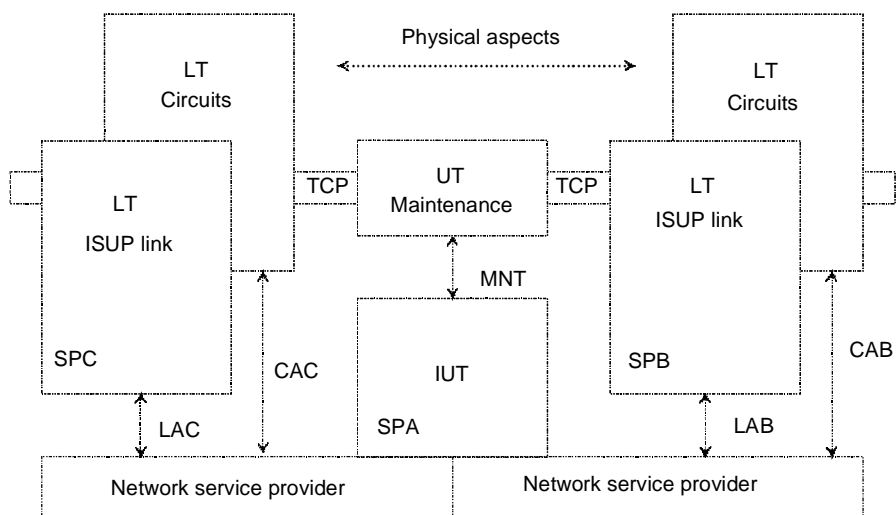 Physical aspects
LT
Circuits
LT
Circuits
TCP
UT
Maintenance
TCP
LT
ISUP link
LT
ISUP link
MNT
SPC
CAC
IUT
SPB
CAB
LAC
SPA
LAB
Network service provider
Network service provider